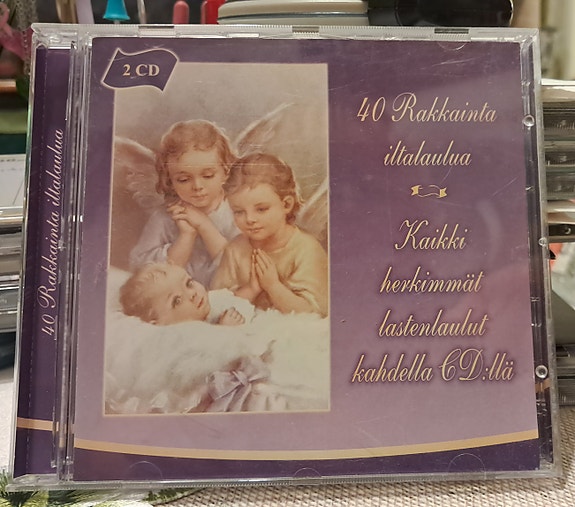 2 CD
40 Rakkainta
iltalaulua
Kaikki
herkimmät
lastenlaulut
kahdella CD:llä
40 Rakkainta iltalaulua